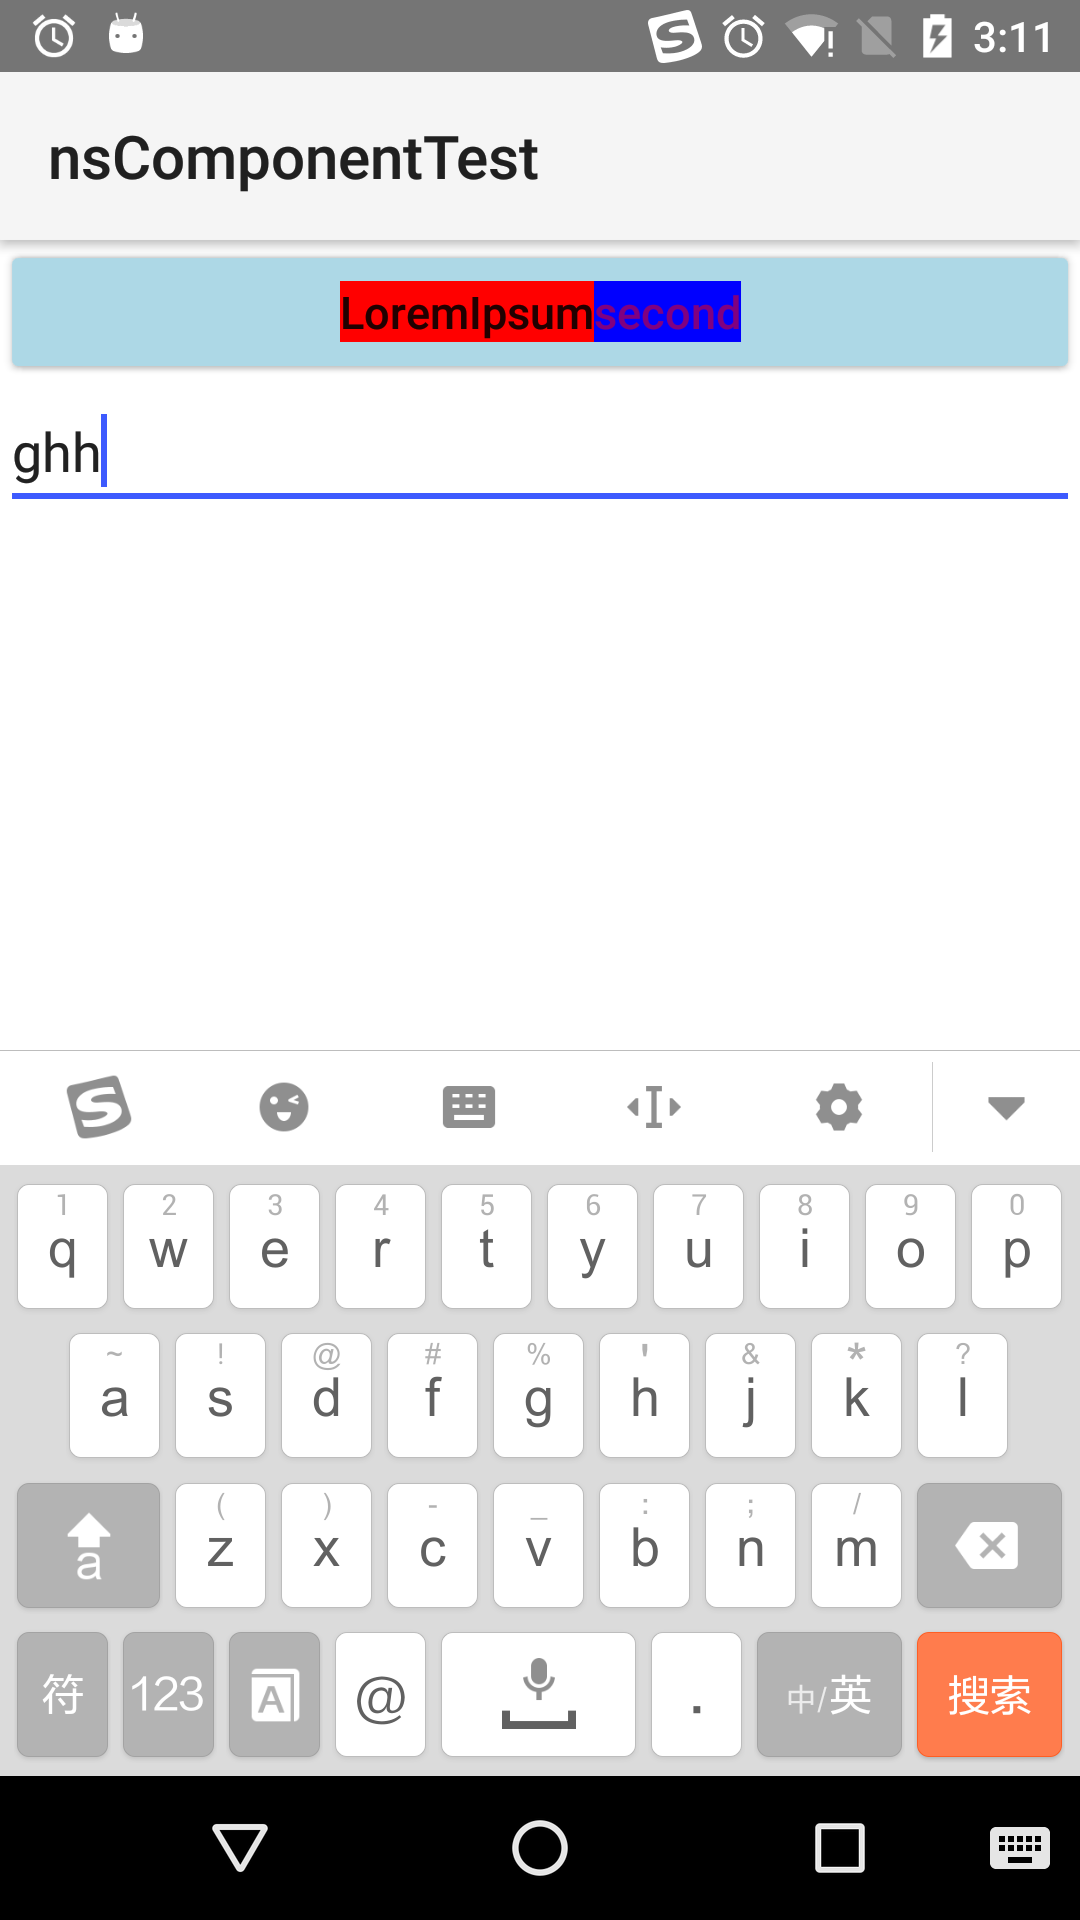 3:11
nsComponentTest
LoremIpsumsecond
ghh
1 2 3 4 5 6 7 8 9 0
q w e r t y u i o p
~ ! @ # % ' & * ?
a s d f g h j k l
( ) - _ : ; /
a z x c v b n m
符 123 A @ . 中/英 搜索